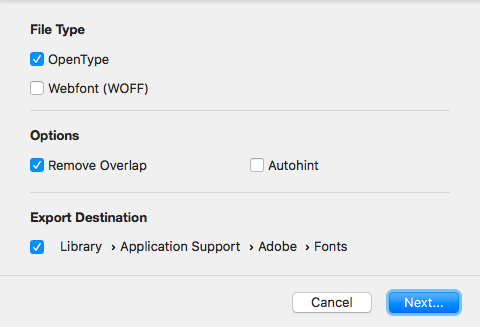 File Type
OpenType
Webfont (WOFF)
Options
Remove Overlap Autohint
Export Destination
Library › Application Support › Adobe › Fonts
Cancel Next...